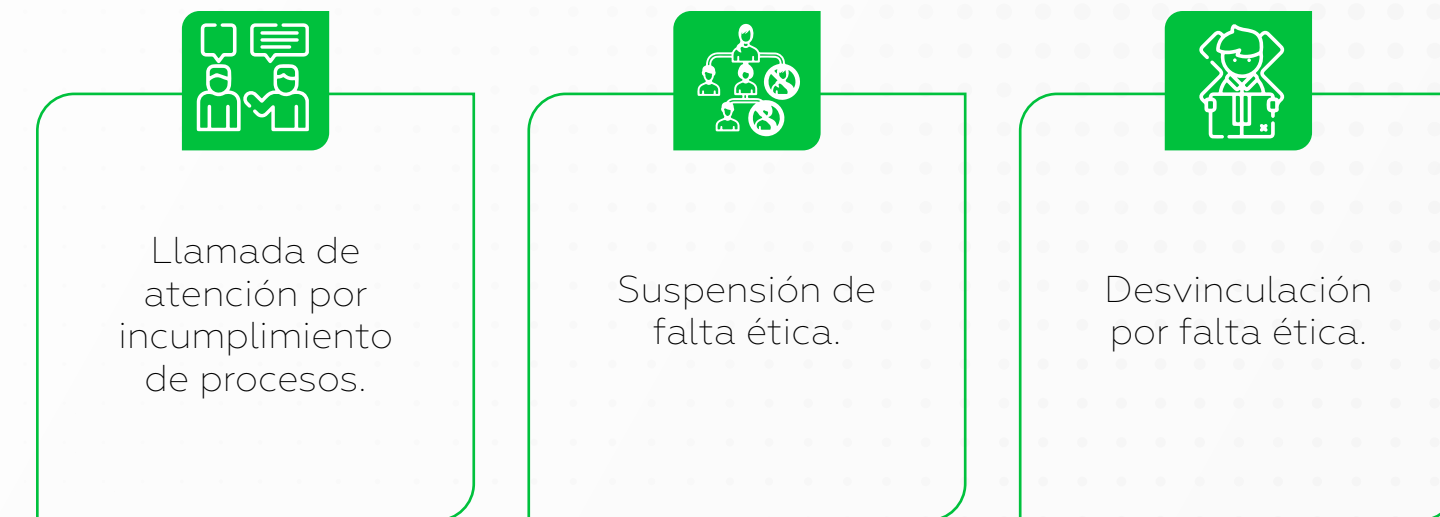 Llamada de
atención por
incumplimiento
de procesos.
Suspensión de
falta ética.
Desvinculación
por falta ética.